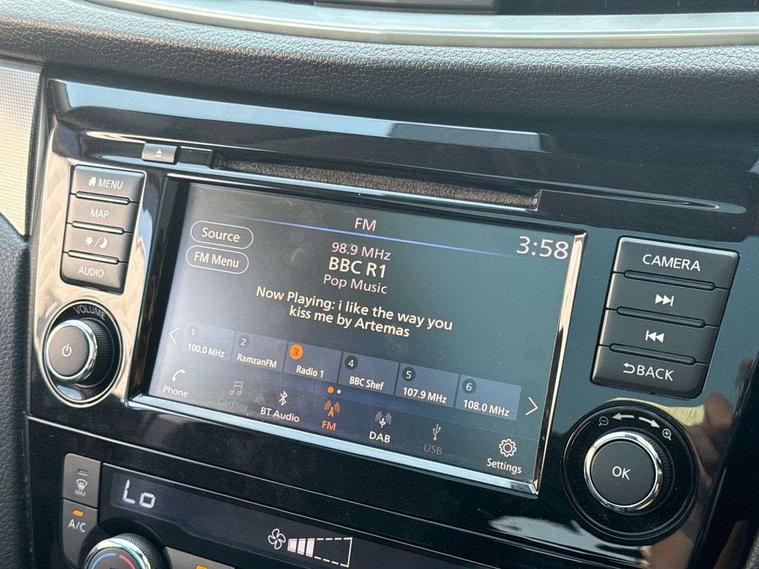 MENU
MAP
AUDIO
VOLUME
FM
Source
FM Menu
3:58
98.9 MHz
BBC R1
Pop Music
Now Playing: i like the way you
kiss me by Artemas
1
100.0 MHz
2
RamzanFM
3
Radio 1
4
BBC Shef
5
107.9 MHz
6
108.0 MHz
Phone
CarPlay
BT Audio
FM
DAB
USB
Settings
CAMERA
BACK
OK
MAX
A/C
Lo